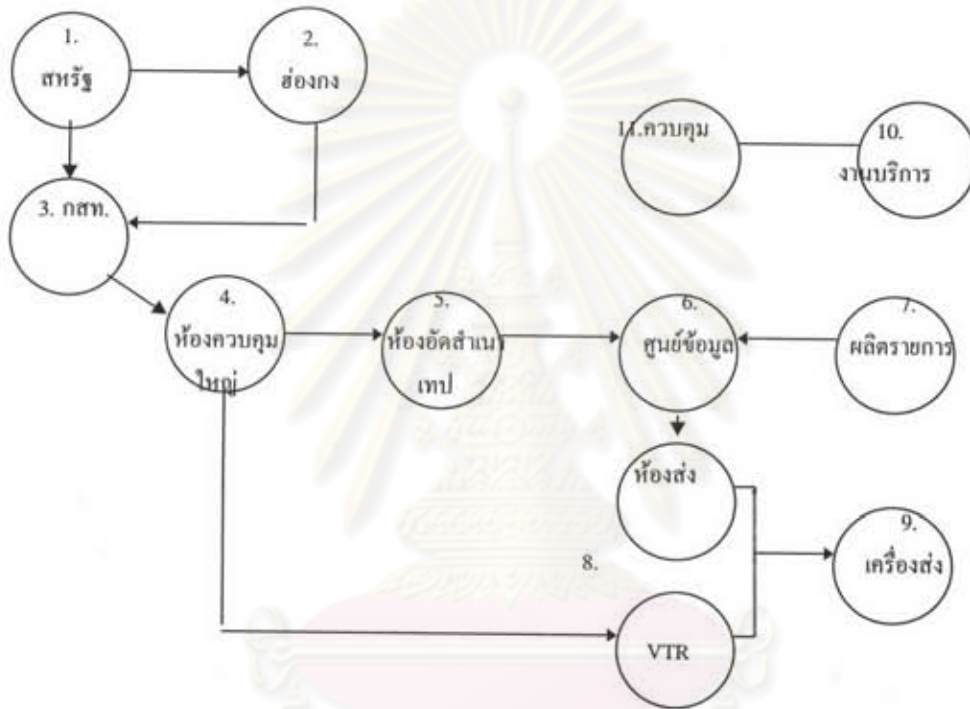 1.
สหรัฐ
2.
ฮ่องกง
11.ควบคุม
10.
งานบริการ
3. กสท.
4.
ห้องควบคุม
ใหญ่
5.
ห้องอัดสำเนา
เทป
6.
ศูนย์ข้อมูล
7.
ผลิตรายการ
ห้องส่ง
8.
9.
เครื่องส่ง
VTR